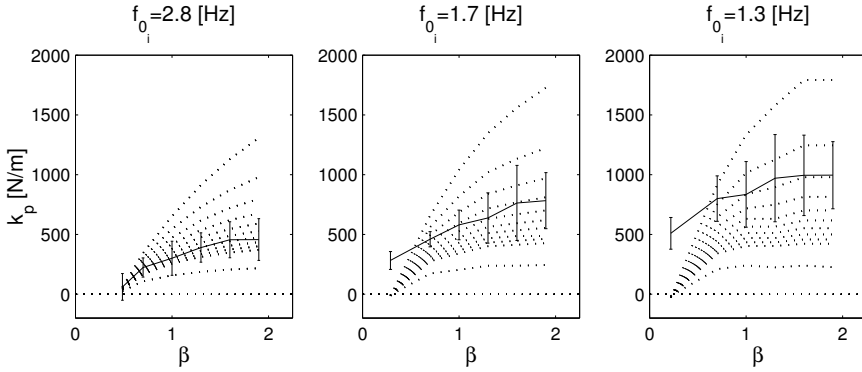 f0i=2.8 [Hz] f0i=1.7 [Hz] f0i=1.3 [Hz]
kp [N/m]
2000 2000 2000
1500 1500 1500
1000 1000 1000
500 500 500
0 0 0
0 1 2 0 1 2 0 1 2
β β β